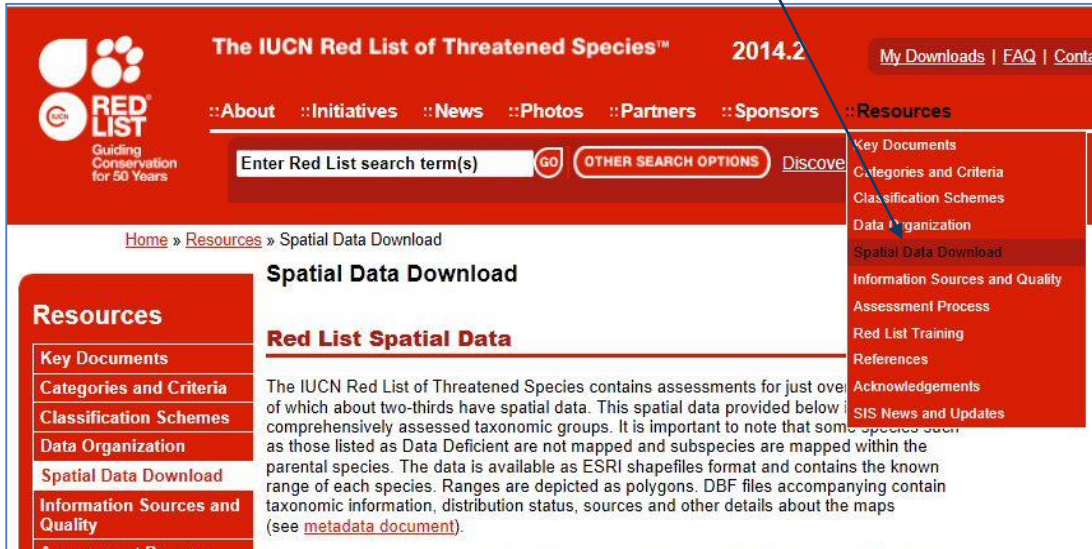 The IUCN Red List of Threatened Species™ 2014.2
My Downloads | FAQ | Conta
IUCN
RED
LIST
Guiding
Conservation
for 50 Years
::About ::Initiatives ::News ::Photos ::Partners ::Sponsors ::Resources
Enter Red List search term(s) GO OTHER SEARCH OPTIONS Discove
Key Documents
Categories and Criteria
Classification Schemes
Data Organization
Spatial Data Download
Information Sources and Quality
Assessment Process
Red List Training
References
Acknowledgements
SIS News and Updates
Home » Resources » Spatial Data Download
Resources
Key Documents
Categories and Criteria
Classification Schemes
Data Organization
Spatial Data Download
Information Sources and
Quality
Spatial Data Download
Red List Spatial Data
The IUCN Red List of Threatened Species contains assessments for just over
of which about two-thirds have spatial data. This spatial data provided below i
comprehensively assessed taxonomic groups. It is important to note that some species such
as those listed as Data Deficient are not mapped and subspecies are mapped within the
parental species. The data is available as ESRI shapefiles format and contains the known
range of each species. Ranges are depicted as polygons. DBF files accompanying contain
taxonomic information, distribution status, sources and other details about the maps
(see metadata document).